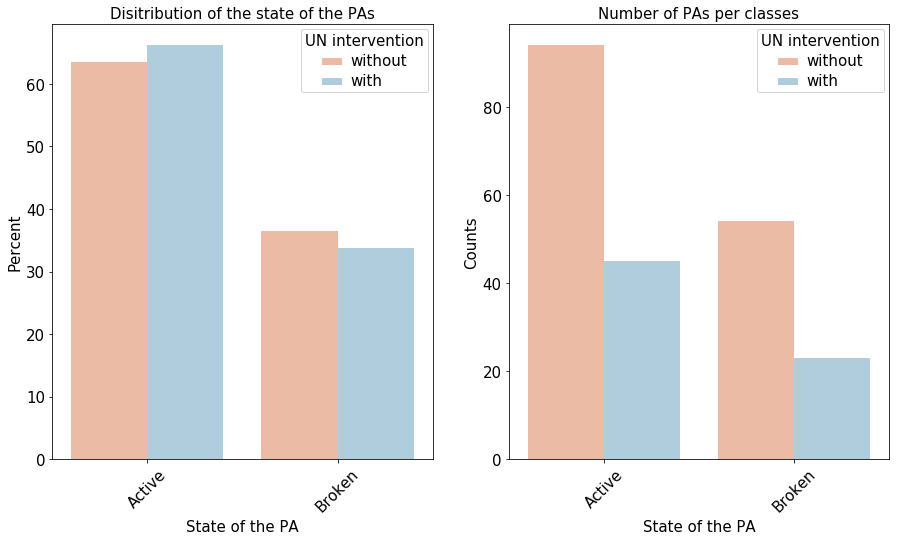 Disitribution of the state of the PAs
UN intervention
without
with
60
50
40
30
20
10
0
Percent
Active
Broken
State of the PA
Number of PAs per classes
UN intervention
without
with
80
60
40
20
0
Counts
Active
Broken
State of the PA